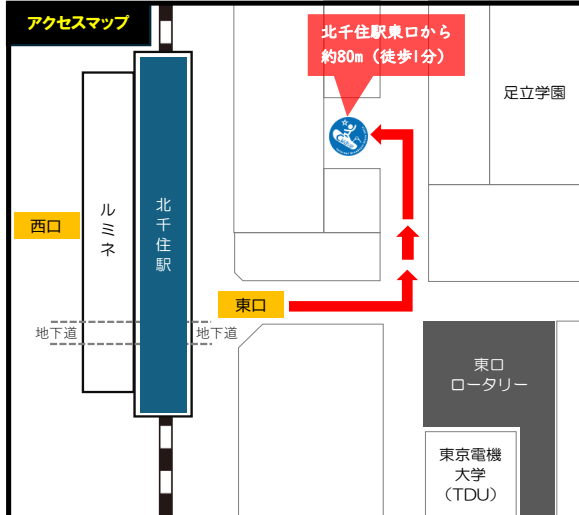 アクセスマップ
北千住駅東口から
約80m（徒歩1分）
足立学園
西口
ルミネ
北千住駅
東口
地下道
地下道
東口
ロータリー
東京電機
大学
（TDU）